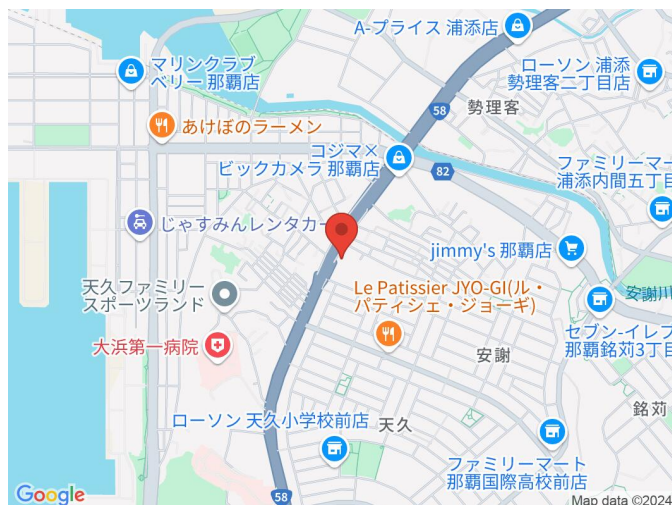 A-プライス 浦添店
マリンクラブ
ベリー 那覇店
ローソン 浦添
勢理客二丁目店
58
勢理客
あけぼのラーメン
コジマ×
ビックカメラ 那覇店
ファミリーマート
浦添内間五丁目
82
じゃすみんレンタカー
jimmy's 那覇店
天久ファミリー
スポーツランド
Le Patissier JYO-GI(ル・
パティシェ・ジョーギ)
安謝川
大浜第一病院
安謝
セブン-イレブ
那覇銘苅3丁目
銘苅
ローソン 天久小学校前店
天久
ファミリーマート
那覇国際高校前店
58
Google
Map data ©2024